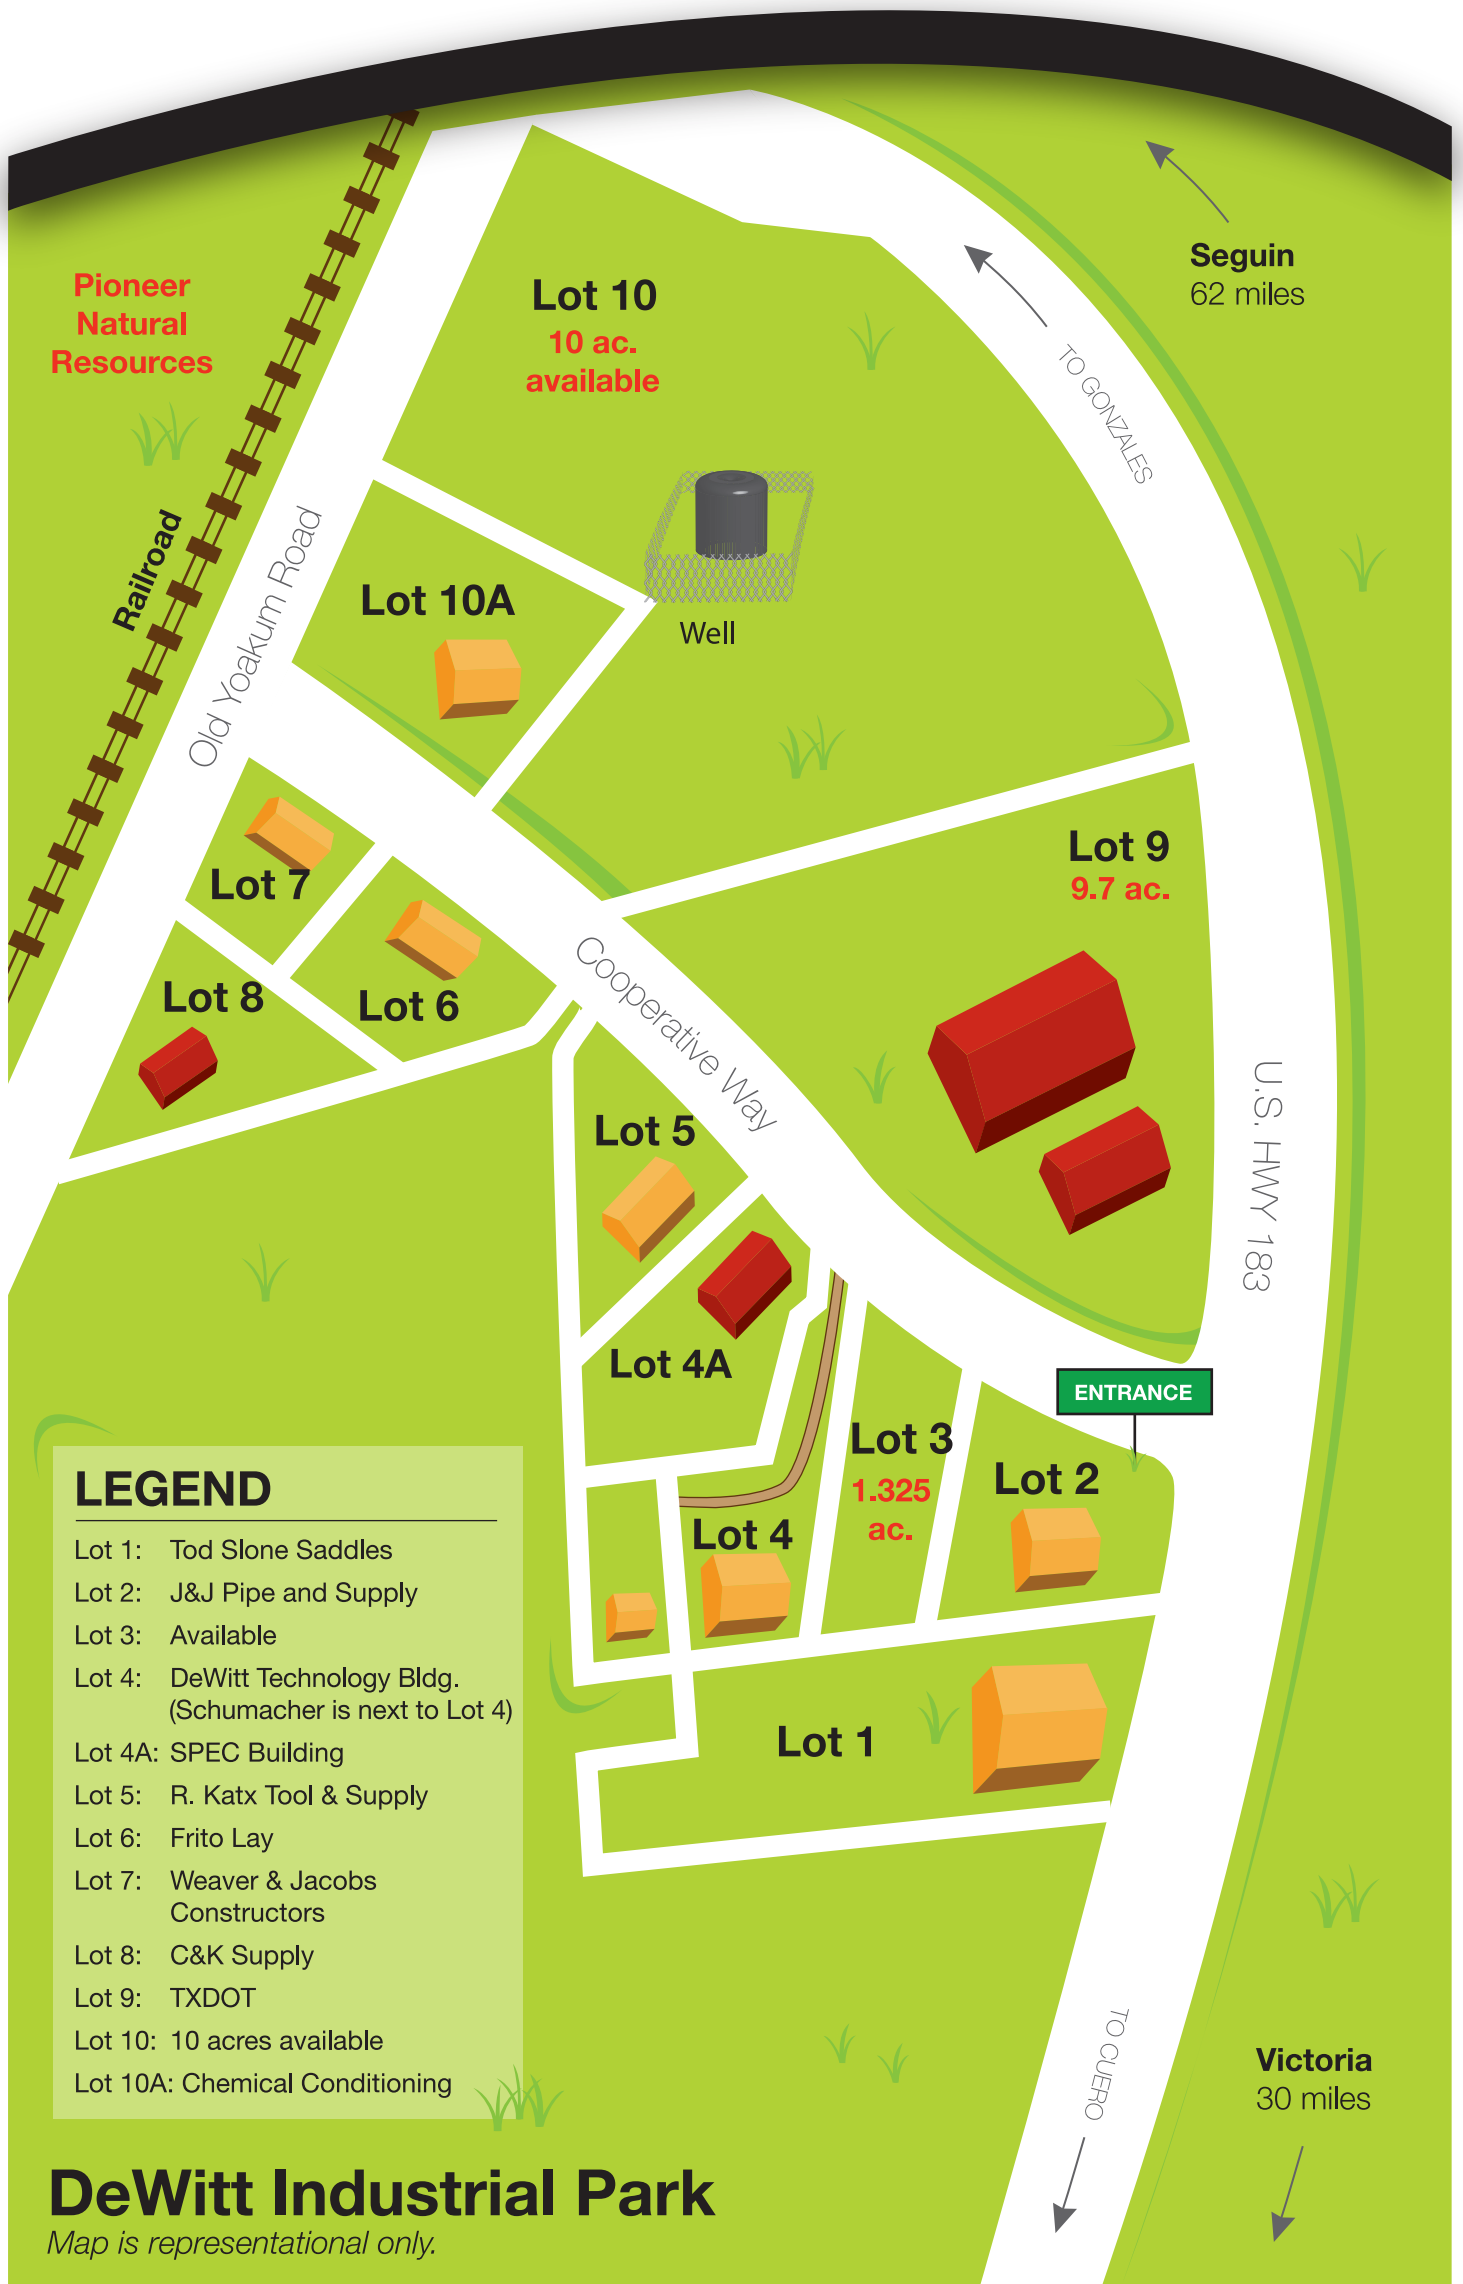 Seguin
62 miles
Pioneer
Natural
Resources
Lot 10
10 ac.
available
TO GONZALES
Railroad
Old Yoakum Road
Lot 10A
Well
Lot 9
9.7 ac.
Lot 7
Lot 8
Lot 6
Cooperative Way
U.S. HWY 183
Lot 5
Lot 4A
ENTRANCE
Lot 3
1.325
ac.
Lot 2
Lot 4
Lot 1
LEGEND
Lot 1: Tod Slone Saddles
Lot 2: J&J Pipe and Supply
Lot 3: Available
Lot 4: DeWitt Technology Bldg.
(Schumacher is next to Lot 4)
Lot 4A: SPEC Building
Lot 5: R. Katx Tool & Supply
Lot 6: Frito Lay
Lot 7: Weaver & Jacobs
Constructors
Lot 8: C&K Supply
Lot 9: TXDOT
Lot 10: 10 acres available
Lot 10A: Chemical Conditioning
TO CUERO
Victoria
30 miles
DeWitt Industrial Park
Map is representational only.